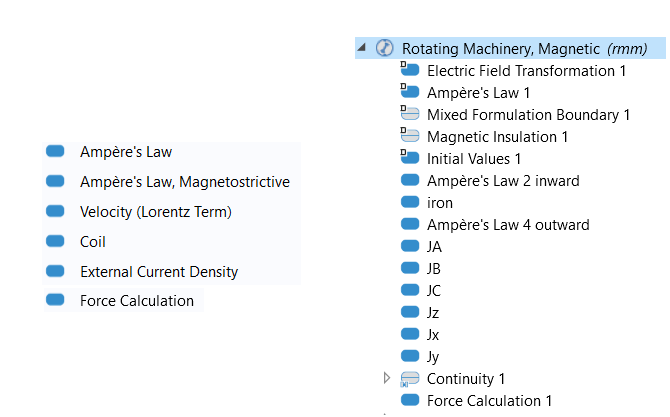 Ampère's Law
Ampère's Law, Magnetostrictive
Velocity (Lorentz Term)
Coil
External Current Density
Force Calculation
Rotating Machinery, Magnetic (rmm)
D Electric Field Transformation 1
D Ampère's Law 1
D Mixed Formulation Boundary 1
D Magnetic Insulation 1
D Initial Values 1
Ampère's Law 2 inward
iron
Ampère's Law 4 outward
JA
JB
JC
Jz
Jx
Jy
Continuity 1
Force Calculation 1